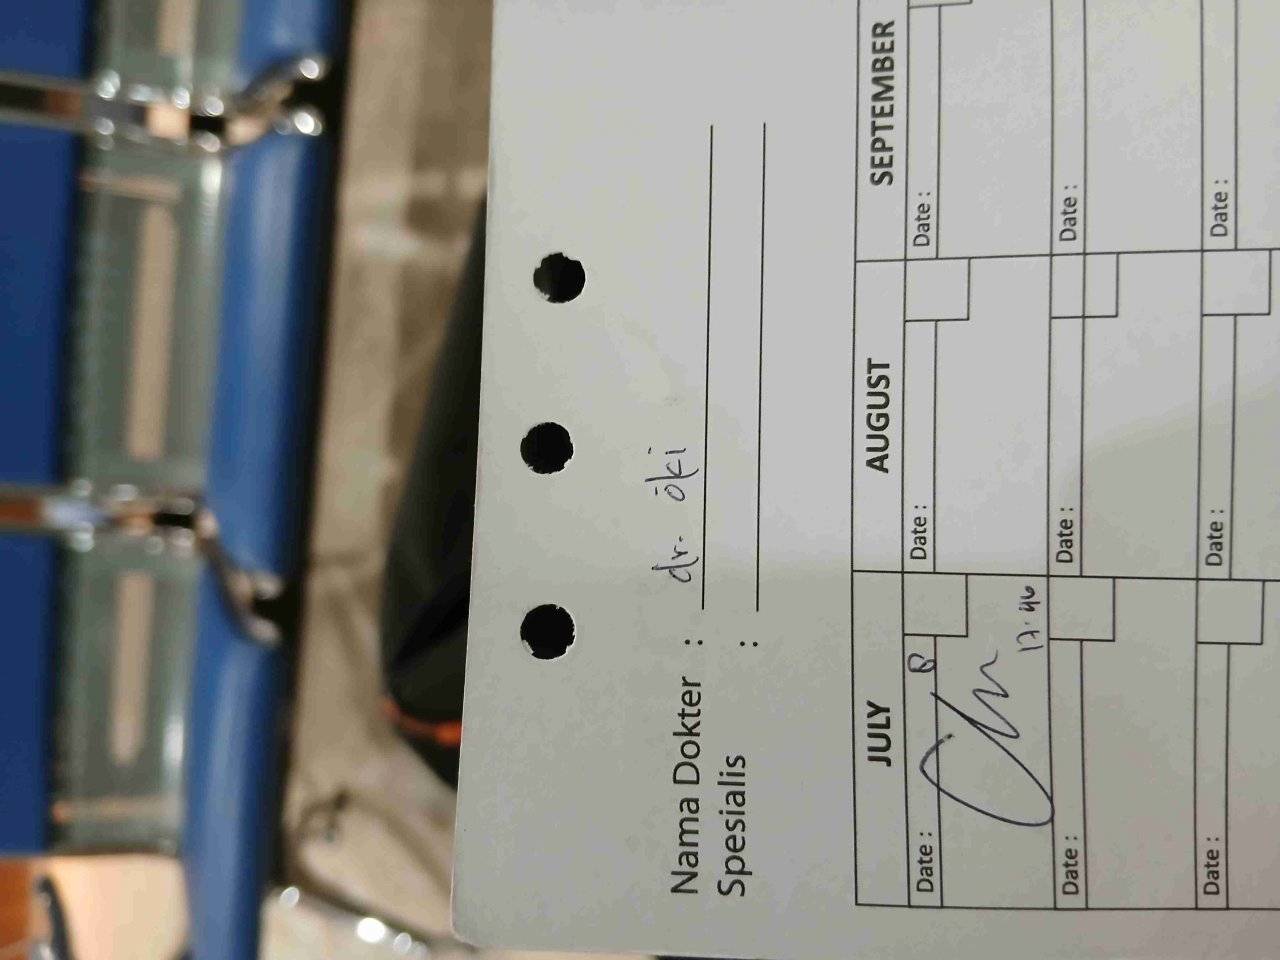 Nama Dokter : dr. oki
Spesialis :
JULY AUGUST SEPTEMBER
Date : 8 Date : Date :
17.46
Date : Date : Date :
Date : Date : Date :